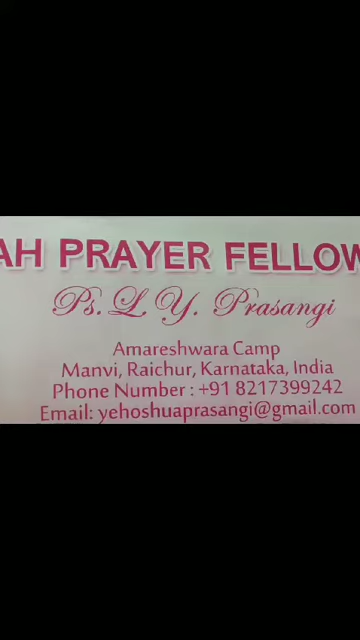 AH PRAYER FELLOW
Ps. L. Y. Prasangi
Amareshwara Camp
Manvi, Raichur, Karnataka, India
Phone Number : +91 8217399242
Email: yehoshuaprasangi@gmail.com